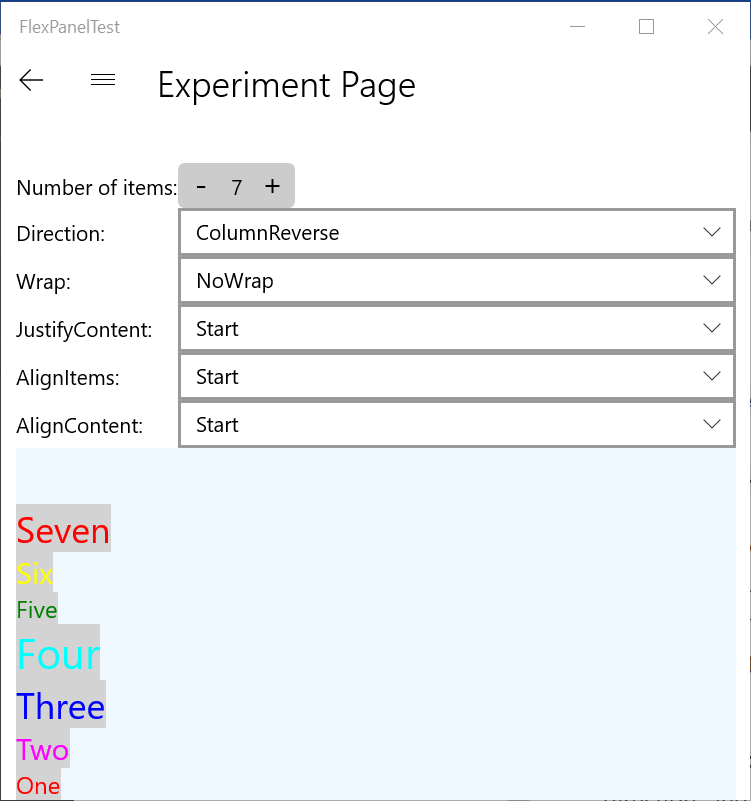 FlexPanelTest
Experiment Page
Number of items: - 7 +
Direction: ColumnReverse
Wrap: NoWrap
JustifyContent: Start
AlignItems: Start
AlignContent: Start
Seven
Six
Five
Four
Three
Two
One